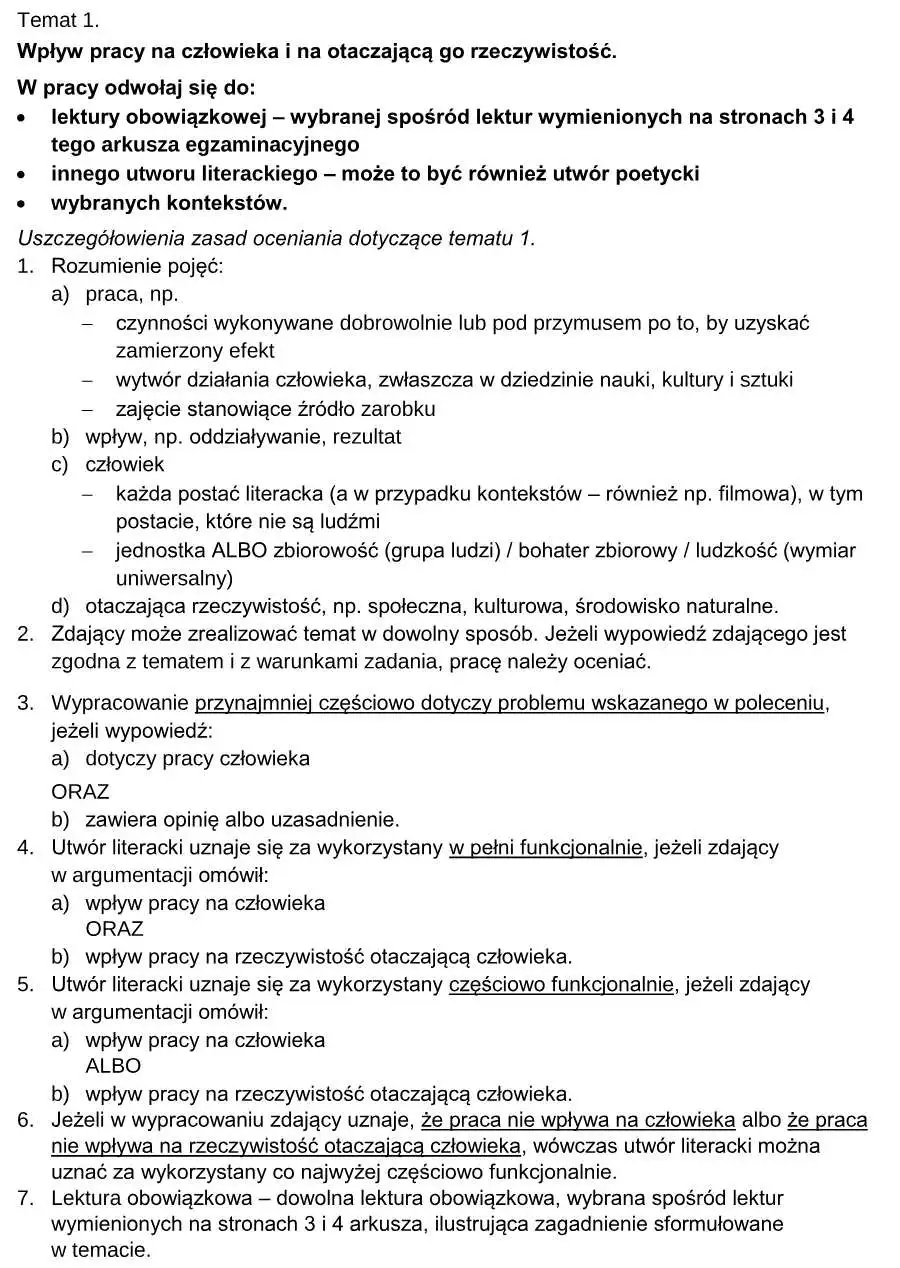 Temat 1.
Wpływ pracy na człowieka i na otaczającą go rzeczywistość.
W pracy odwołaj się do:
• lektury obowiązkowej – wybranej spośród lektur wymienionych na stronach 3 i 4
tego arkusza egzaminacyjnego
• innego utworu literackiego – może to być również utwór poetycki
• wybranych kontekstów.
Uszczegółowienia zasad oceniania dotyczące tematu 1.
1. Rozumienie pojęć:
a) praca, np.
– czynności wykonywane dobrowolnie lub pod przymusem po to, by uzyskać
zamierzony efekt
– wytwór działania człowieka, zwłaszcza w dziedzinie nauki, kultury i sztuki
– zajęcie stanowiące źródło zarobku
b) wpływ, np. oddziaływanie, rezultat
c) człowiek
– każda postać literacka (a w przypadku kontekstów – również np. filmowa), w tym
postacie, które nie są ludźmi
– jednostka ALBO zbiorowość (grupa ludzi) / bohater zbiorowy / ludzkość (wymiar
uniwersalny)
d) otaczająca rzeczywistość, np. społeczna, kulturowa, środowisko naturalne.
2. Zdający może zrealizować temat w dowolny sposób. Jeżeli wypowiedź zdającego jest
zgodna z tematem i z warunkami zadania, pracę należy oceniać.
3. Wypracowanie przynajmniej częściowo dotyczy problemu wskazanego w poleceniu,
jeżeli wypowiedź:
a) dotyczy pracy człowieka
ORAZ
b) zawiera opinię albo uzasadnienie.
4. Utwór literacki uznaje się za wykorzystany w pełni funkcjonalnie, jeżeli zdający
w argumentacji omówił:
a) wpływ pracy na człowieka
ORAZ
b) wpływ pracy na rzeczywistość otaczającą człowieka.
5. Utwór literacki uznaje się za wykorzystany częściowo funkcjonalnie, jeżeli zdający
w argumentacji omówił:
a) wpływ pracy na człowieka
ALBO
b) wpływ pracy na rzeczywistość otaczającą człowieka.
6. Jeżeli w wypracowaniu zdający uznaje, że praca nie wpływa na człowieka albo że praca
nie wpływa na rzeczywistość otaczającą człowieka, wówczas utwór literacki można
uznać za wykorzystany co najwyżej częściowo funkcjonalnie.
7. Lektura obowiązkowa – dowolna lektura obowiązkowa, wybrana spośród lektur
wymienionych na stronach 3 i 4 arkusza, ilustrująca zagadnienie sformułowane
w temacie.